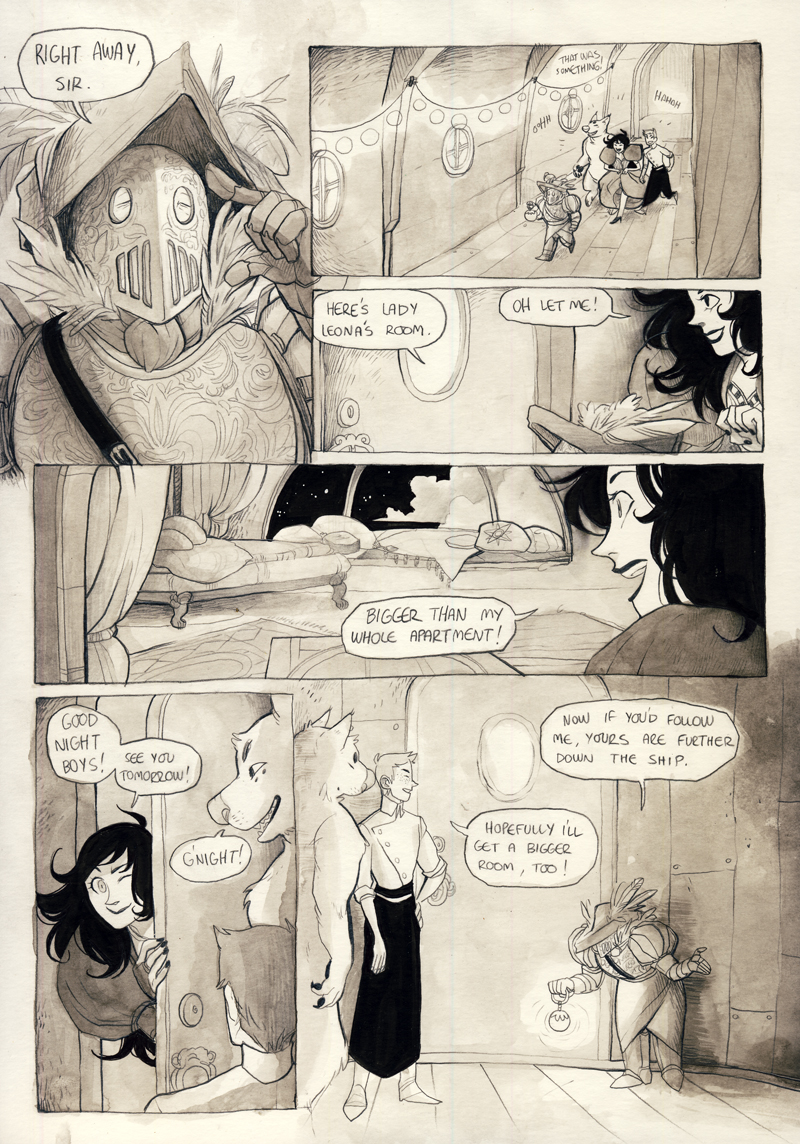 RIGHT AWAY,
SIR.
THAT WAS,
SOMETHING!
OOHH
HAHAH
HERE'S LADY
LEONA'S ROOM.
OH LET ME!
BIGGER THAN MY
WHOLE APARTMENT!
GOOD
NIGHT
BOYS!
SEE YOU
TOMORROW!
G'NIGHT!
NOW IF YOU'D FOLLOW
ME, YOURS ARE FURTHER
DOWN THE SHIP.
HOPEFULLY I'LL
GET A BIGGER
ROOM, TOO!